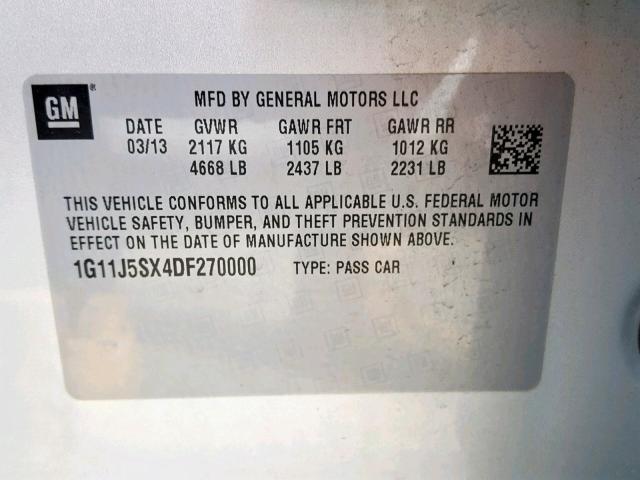 GM®
MFD BY GENERAL MOTORS LLC
DATE GVWR GAWR FRT GAWR RR
03/13 2117 KG 1105 KG 1012 KG
4668 LB 2437 LB 2231 LB
THIS VEHICLE CONFORMS TO ALL APPLICABLE U.S. FEDERAL MOTOR
VEHICLE SAFETY, BUMPER, AND THEFT PREVENTION STANDARDS IN
EFFECT ON THE DATE OF MANUFACTURE SHOWN ABOVE.
1G11J5SX4DF270000 TYPE: PASS CAR